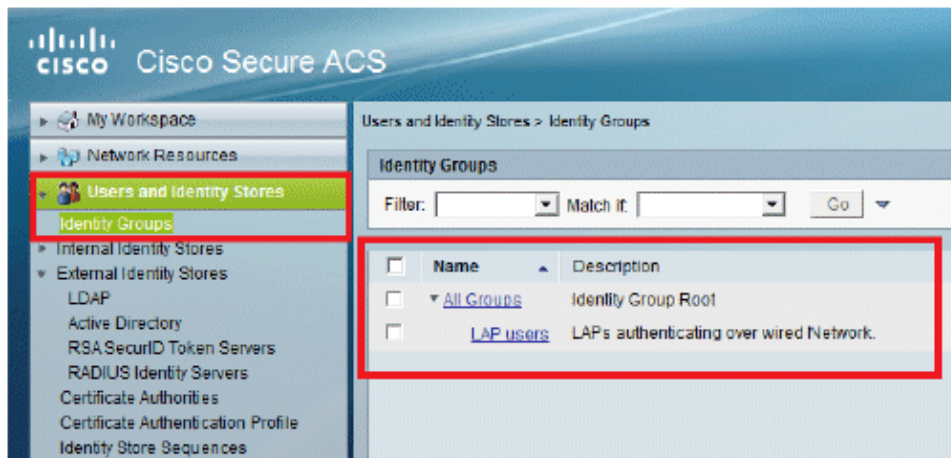 CISCO Cisco Secure ACS
My Workspace
Network Resources
Users and Identity Stores
Identity Groups
Internal Identity Stores
External Identity Stores
LDAP
Active Directory
RSA SecurID Token Servers
RADIUS Identity Servers
Certificate Authorities
Certificate Authentication Profile
Identity Store Sequences
Users and Identity Stores > Identity Groups
Identity Groups
Filter: Match if: Go
Name Description
All Groups Identity Group Root
LAP users LAPs authenticating over wired Network.